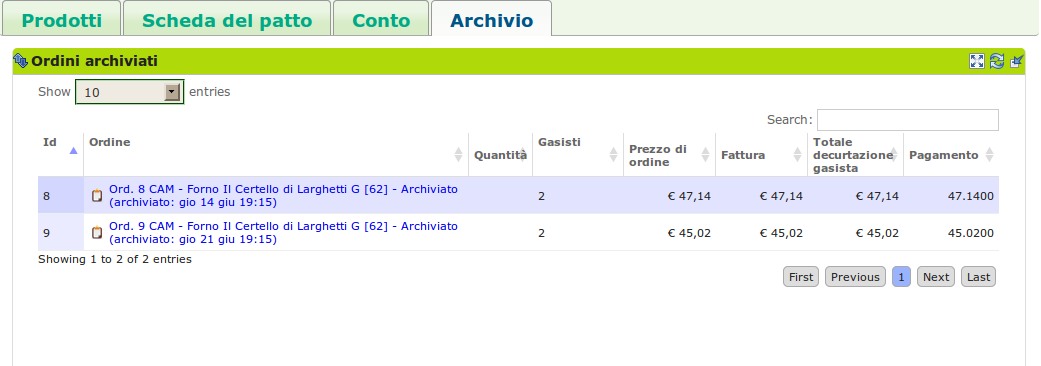 Prodotti Scheda del patto Conto Archivio
Ordini archiviati
Show 10 entries
Search:
Id Ordine Quantità Gasisti Prezzo di ordine Fattura Totale decurtazione gasista Pagamento
8 Ord. 8 CAM - Forno Il Certello di Larghetti G [62] - Archiviato 2 € 47,14 € 47,14 € 47,14 47.1400
(archiviato: gio 14 giu 19:15)
9 Ord. 9 CAM - Forno Il Certello di Larghetti G [62] - Archiviato 2 € 45,02 € 45,02 € 45,02 45.0200
(archiviato: gio 21 giu 19:15)
Showing 1 to 2 of 2 entries
First Previous 1 Next Last